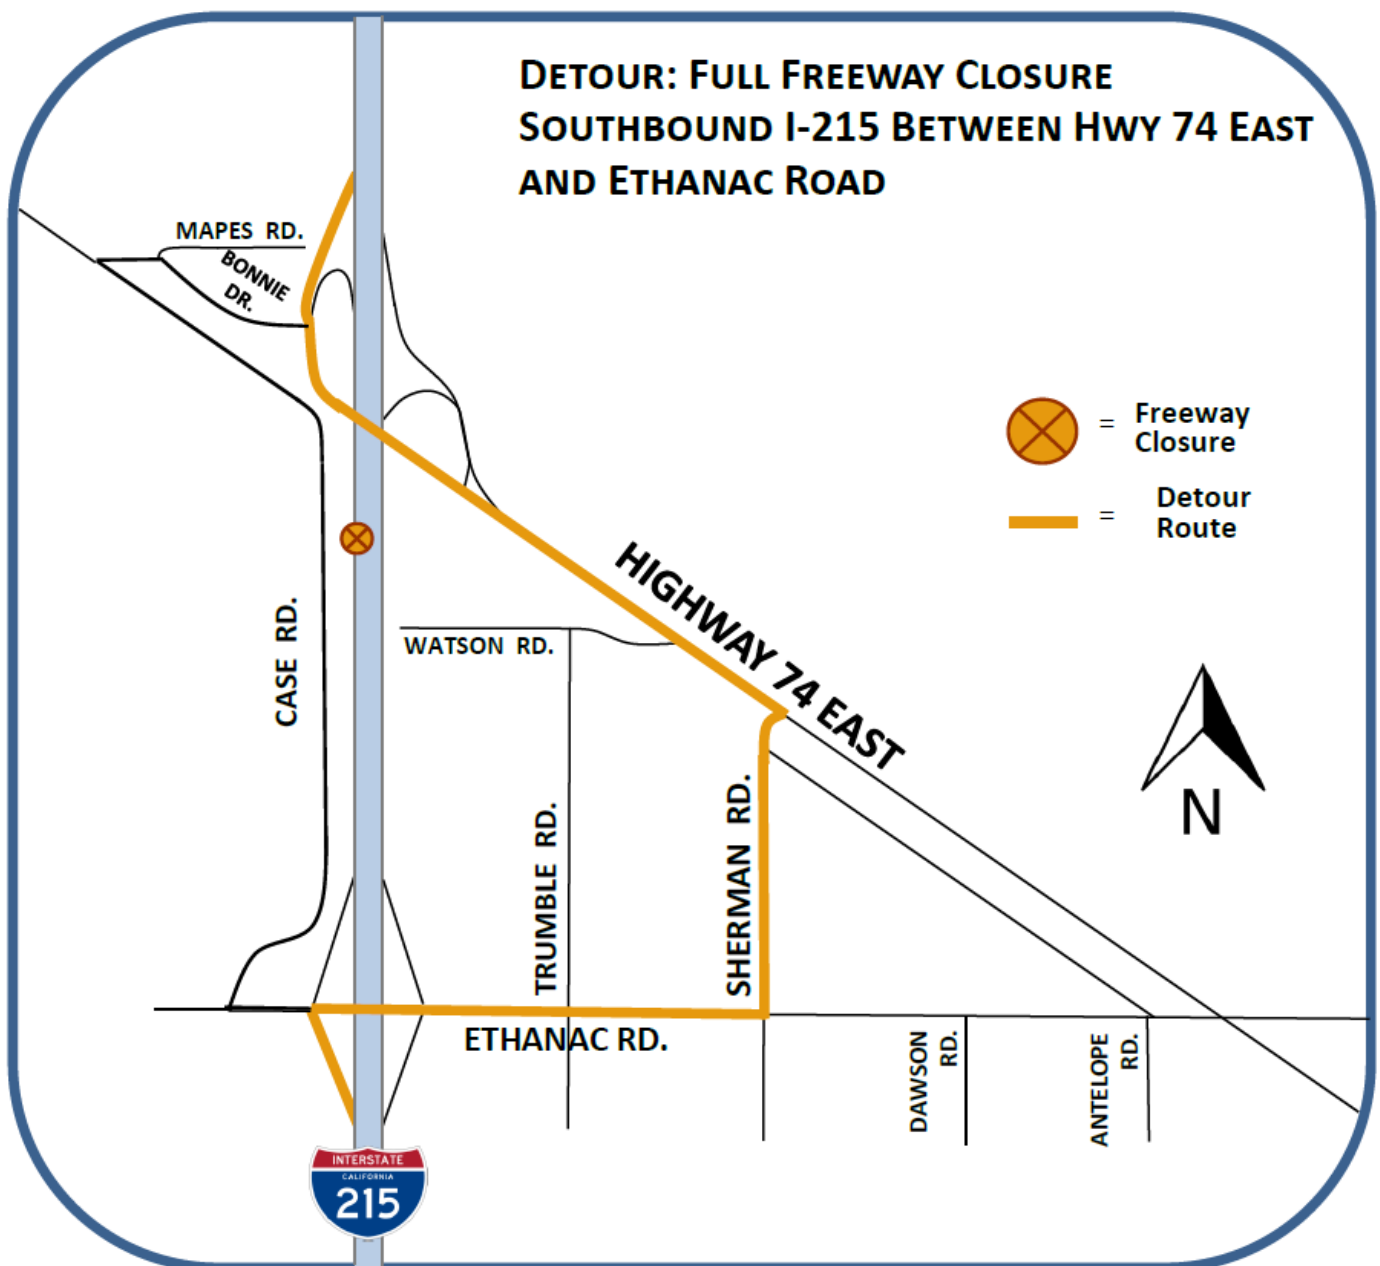 DETOUR: FULL FREEWAY CLOSURE
SOUTHBOUND I-215 BETWEEN HWY 74 EAST
AND ETHANAC ROAD
MAPES RD.
BONNIE
DR.
= Freeway
Closure
= Detour
Route
HIGHWAY 74 EAST
CASE RD.
WATSON RD.
N
TRUMBLE RD.
SHERMAN RD.
ETHANAC RD.
DAWSON
RD.
ANTELOPE
RD.
INTERSTATE
CALIFORNIA
215